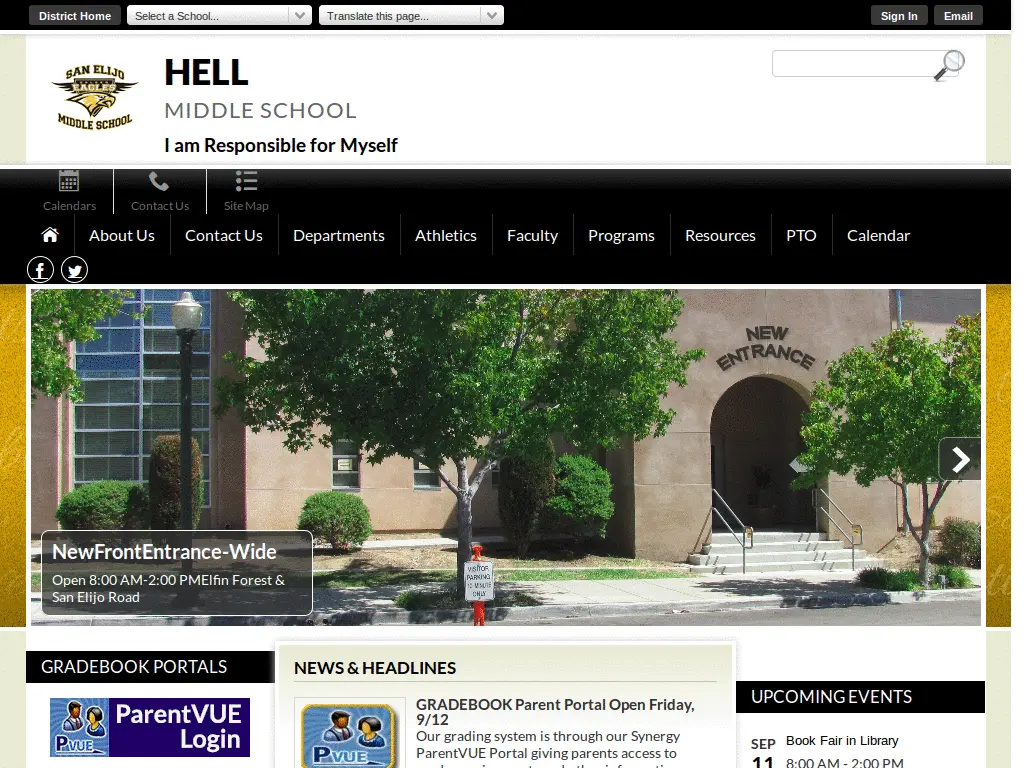 District Home
Select a School...
Translate this page...
Sign In
Email
SAN ELIJO
EAGLES
MIDDLE SCHOOL
HELL
MIDDLE SCHOOL
I am Responsible for Myself
Calendars
Contact Us
Site Map
About Us
Contact Us
Departments
Athletics
Faculty
Programs
Resources
PTO
Calendar
NEW
ENTRANCE
NewFrontEntrance-Wide
Open 8:00 AM-2:00 PMElfin Forest &
San Elijo Road
VISITOR
PARKING
10 MINUTE
ONLY
GRADEBOOK PORTALS
ParentVUE
Login
PVUE
NEWS & HEADLINES
GRADEBOOK Parent Portal Open Friday,
9/12
Our grading system is through our Synergy
ParentVUE Portal giving parents access to
PVUE
UPCOMING EVENTS
SEP
11
Book Fair in Library
8:00 AM - 2:00 PM